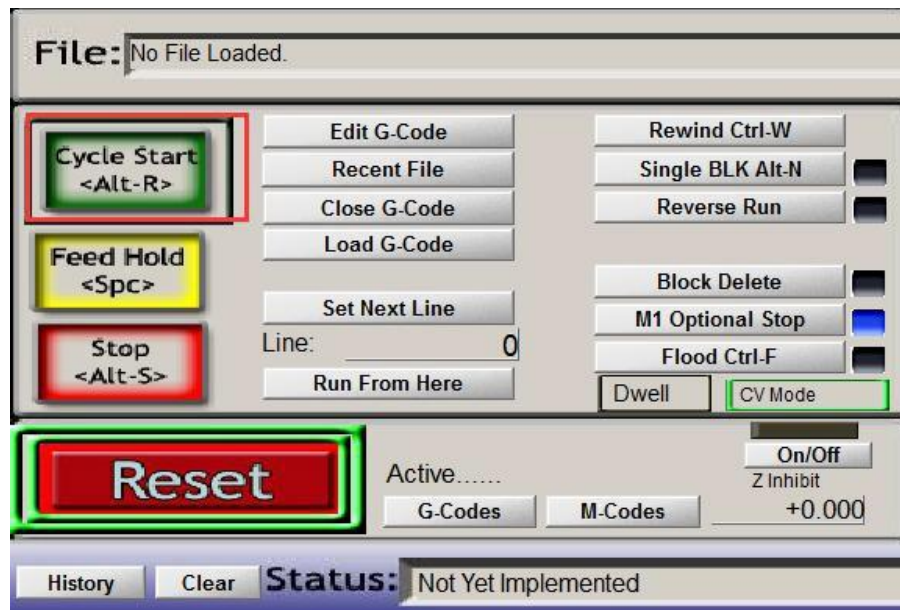 File: No File Loaded.
Cycle Start
<Alt-R>
Feed Hold
<Spc>
Stop
<Alt-S>
Edit G-Code
Recent File
Close G-Code
Load G-Code
Set Next Line
Line: 0
Run From Here
Rewind Ctrl-W
Single BLK Alt-N
Reverse Run
Block Delete
M1 Optional Stop
Flood Ctrl-F
Dwell
CV Mode
Reset
Active......
G-Codes
M-Codes
On/Off
Z Inhibit
+0.000
History
Clear
Status: Not Yet Implemented